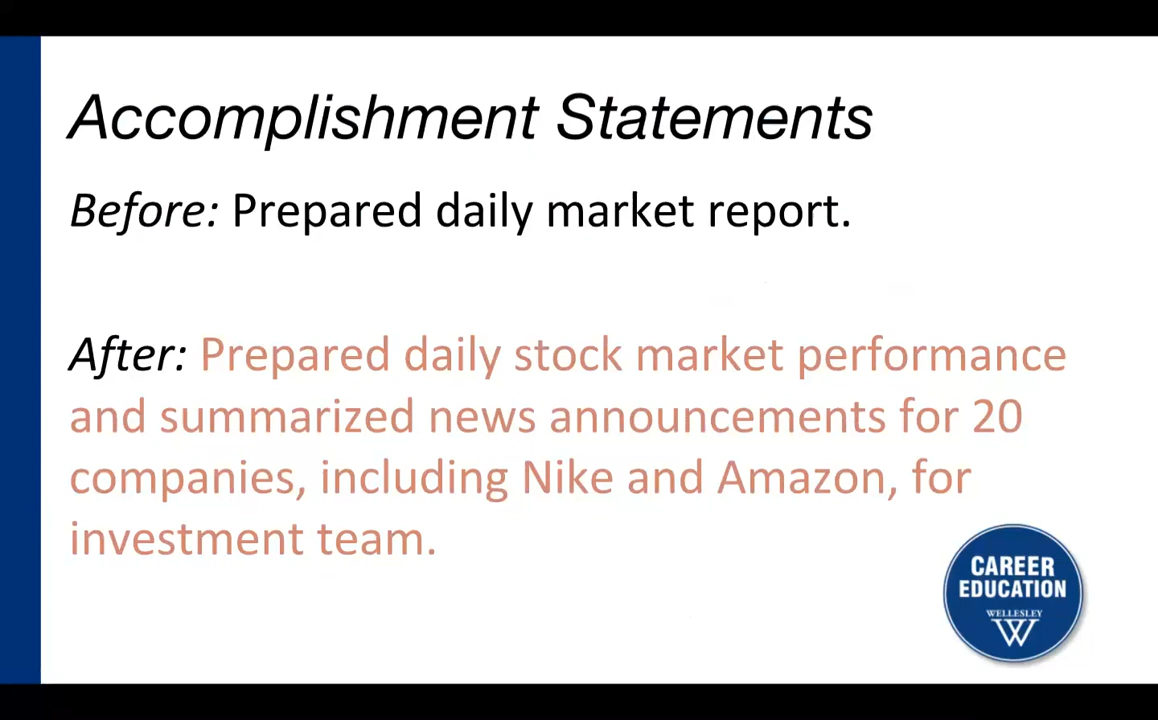 Accomplishment Statements
Before: Prepared daily market report.
After: Prepared daily stock market performance
and summarized news announcements for 20
companies, including Nike and Amazon, for
investment team.
CAREER
EDUCATION
WELLESLEY
W